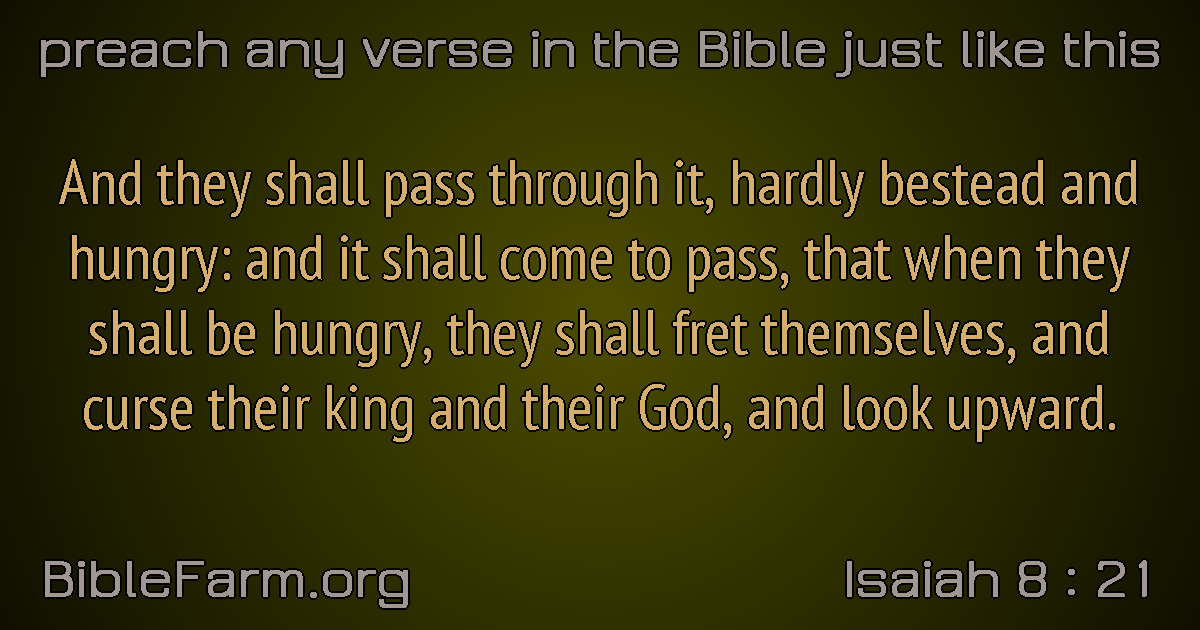 preach any verse in the Bible just like this
And they shall pass through it, hardly bestead and
hungry: and it shall come to pass, that when they
shall be hungry, they shall fret themselves, and
curse their king and their God, and look upward.
BibleFarm.org
Isaiah 8 : 21